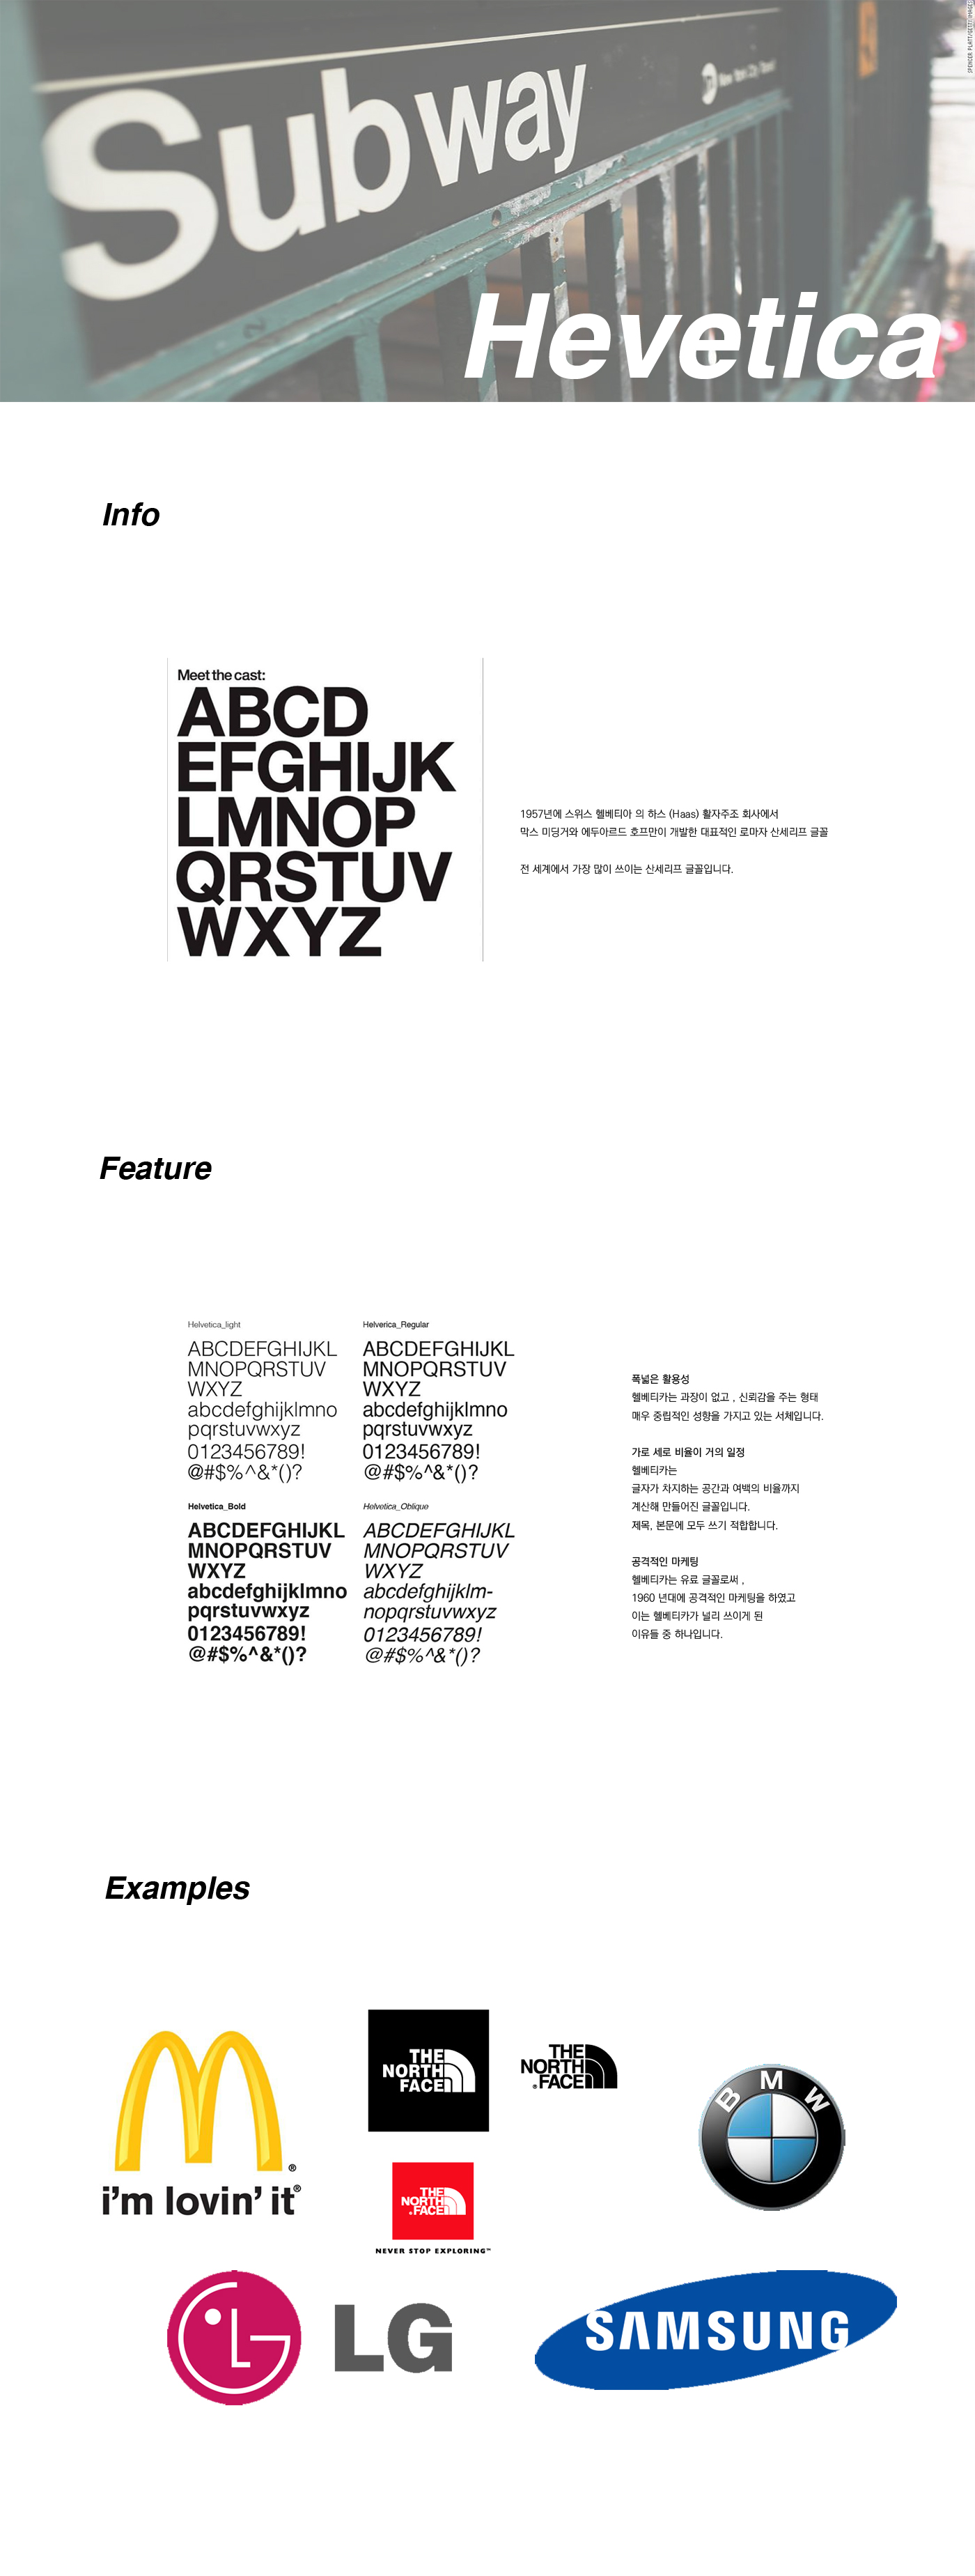 SPENCER PLATT/GETTY IMAGES
Subway
New York City Transit
Hevetica
Info
Meet the cast:
ABCD
EFGHIJK
LMNOP
QRSTUV
WXYZ
1957년에 스위스 헬베티아 의 하스 (Haas) 활자주조 회사에서
막스 미딩거와 에두아르드 호프만이 개발한 대표적인 로마자 산세리프 글꼴
전 세계에서 가장 많이 쓰이는 산세리프 글꼴입니다.
Feature
Helvetica_light
ABCDEFGHIJKL
MNOPQRSTUV
WXYZ
abcdefghijklmno
pqrstuvwxyz
0123456789!
@#$%^&*()?
Helverica_Regular
ABCDEFGHIJKL
MNOPQRSTUV
WXYZ
abcdefghijklmno
pqrstuvwxyz
0123456789!
@#$%^&*()?
Helvetica_Bold
ABCDEFGHIJKL
MNOPQRSTUV
WXYZ
abcdefghijklmno
pqrstuvwxyz
0123456789!
@#$%^&*()?
Helvetica_Oblique
ABCDEFGHIJKL
MNOPQRSTUV
WXYZ
abcdefghijklm-
nopqrstuvwxyz
0123456789!
@#$%^&*()?
폭넓은 활용성
헬베티카는 과장이 없고 , 신뢰감을 주는 형태
매우 중립적인 성향을 가지고 있는 서체입니다.
가로 세로 비율이 거의 일정
헬베티카는
글자가 차지하는 공간과 여백의 비율까지
계산해 만들어진 글꼴입니다.
제목, 본문에 모두 쓰기 적합합니다.
공격적인 마케팅
헬베티카는 유료 글꼴로써 ,
1960 년대에 공격적인 마케팅을 하였고
이는 헬베티카가 널리 쓰이게 된
이유들 중 하나입니다.
Examples
®
i'm lovin' it®
THE
NORTH
FACE
THE
NORTH
®FACE
BMW
THE
NORTH
FACE
NEVER STOP EXPLORING™
LG
LG
SAMSUNG